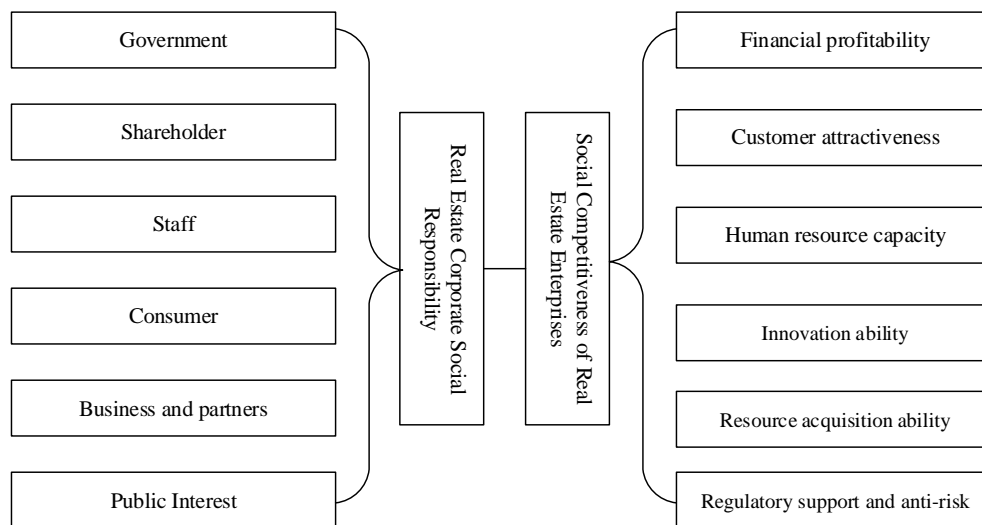 Government
Shareholder
Staff
Consumer
Business and partners
Public Interest
Real Estate Corporate Social
Responsibility
Social Competitiveness of Real
Estate Enterprises
Financial profitability
Customer attractiveness
Human resource capacity
Innovation ability
Resource acquisition ability
Regulatory support and anti-risk